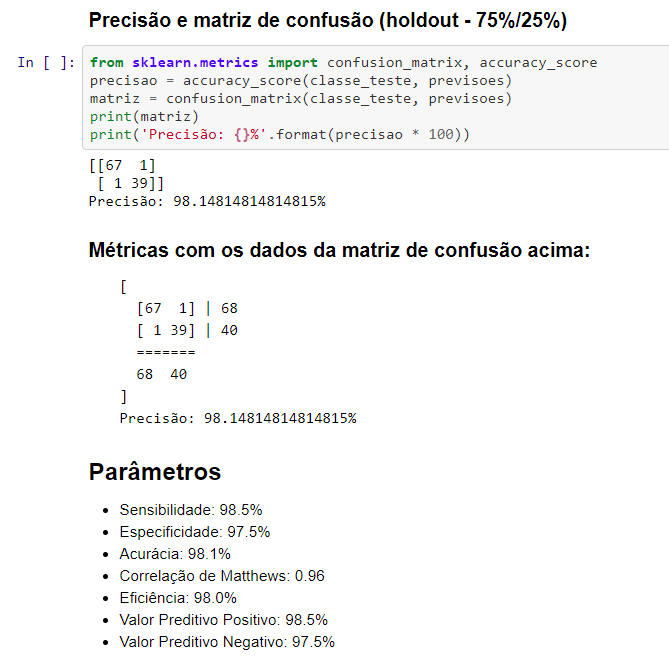 Precisão e matriz de confusão (holdout - 75%/25%)
In [ ]: from sklearn.metrics import confusion_matrix, accuracy_score
precisao = accuracy_score(classe_teste, previsoes)
matriz = confusion_matrix(classe_teste, previsoes)
print(matriz)
print('Precisão: {}%'.format(precisao * 100))
[[67  1]
 [ 1 39]]
Precisão: 98.14814814814815%
Métricas com os dados da matriz de confusão acima:
[
[67  1] | 68
[ 1 39] | 40
=======
68  40
]
Precisão: 98.14814814814815%
Parâmetros
• Sensibilidade: 98.5%
• Especificidade: 97.5%
• Acurácia: 98.1%
• Correlação de Matthews: 0.96
• Eficiência: 98.0%
• Valor Preditivo Positivo: 98.5%
• Valor Preditivo Negativo: 97.5%